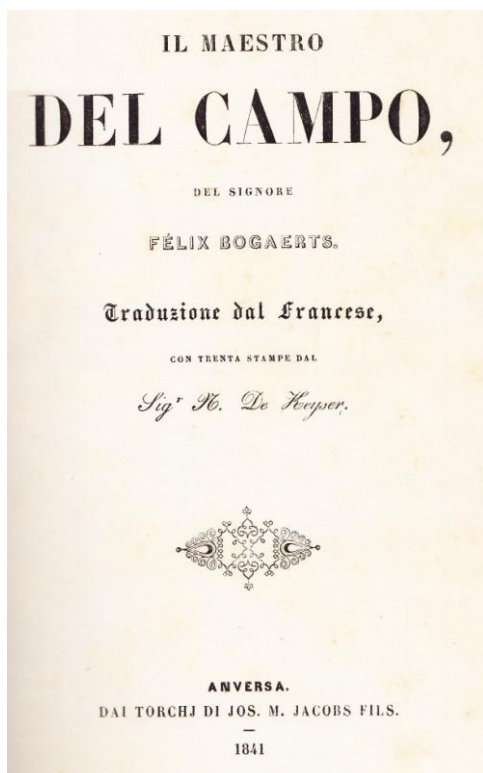 IL MAESTRO
DEL CAMPO,
DEL SIGNORE
FÉLIX BOGAERTS.
Traduzione dal Francese,
CON TRENTA STAMPE DAL
Sigr N. De Keyser.
ANVERSA.
DAI TORCHJ DI JOS. M. JACOBS FILS.
1841